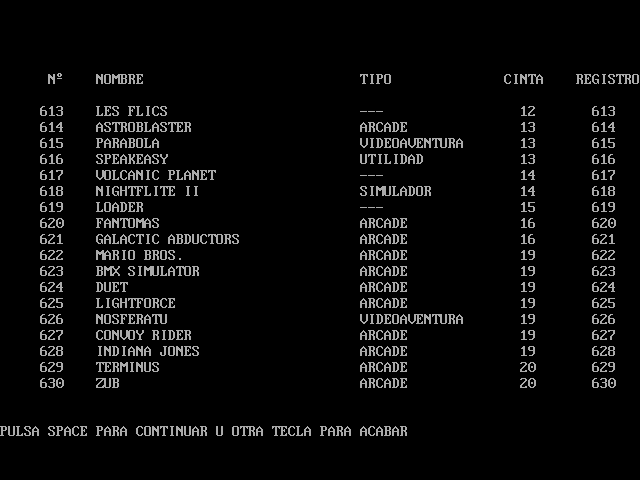 Nº NOMBRE TIPO CINTA REGISTRO
613 LES FLICS --- 12 613
614 ASTROBLASTER ARCADE 13 614
615 PARABOLA VIDEOAVENTURA 13 615
616 SPEAKEASY UTILIDAD 13 616
617 VOLCANIC PLANET --- 14 617
618 NIGHTFLITE II SIMULADOR 14 618
619 LOADER --- 15 619
620 FANTOMAS ARCADE 16 620
621 GALACTIC ABDUCTORS ARCADE 16 621
622 MARIO BROS. ARCADE 19 622
623 BMX SIMULATOR ARCADE 19 623
624 DUET ARCADE 19 624
625 LIGHTFORCE ARCADE 19 625
626 NOSFERATU VIDEOAVENTURA 19 626
627 CONVOY RIDER ARCADE 19 627
628 INDIANA JONES ARCADE 19 628
629 TERMINUS ARCADE 20 629
630 ZUB ARCADE 20 630
PULSA SPACE PARA CONTINUAR U OTRA TECLA PARA ACABAR